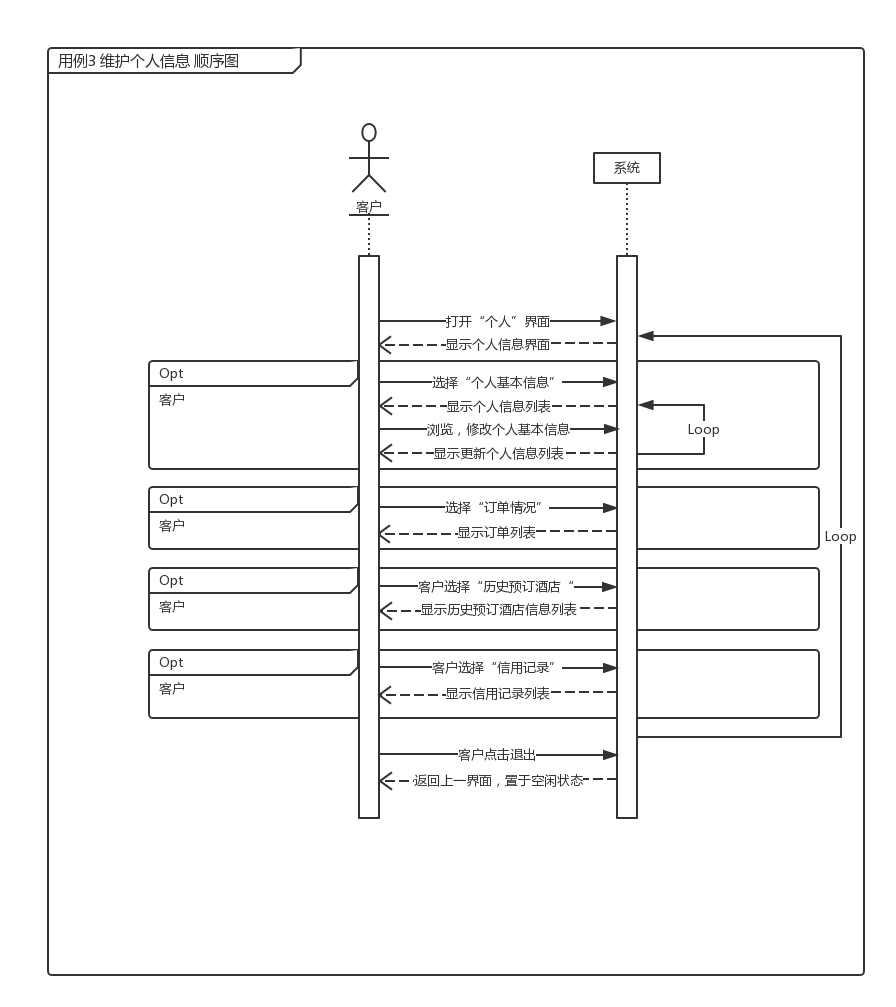 用例3 维护个人信息 顺序图
客户
系统
打开“个人”界面
显示个人信息界面
Opt
客户
选择“个人基本信息”
显示个人信息列表
浏览，修改个人基本信息
Loop
显示更新个人信息列表
Opt
客户
选择“订单情况”
显示订单列表
Loop
Opt
客户
客户选择“历史预订酒店“
显示历史预订酒店信息列表
Opt
客户
客户选择“信用记录”
显示信用记录列表
客户点击退出
返回上一界面，置于空闲状态